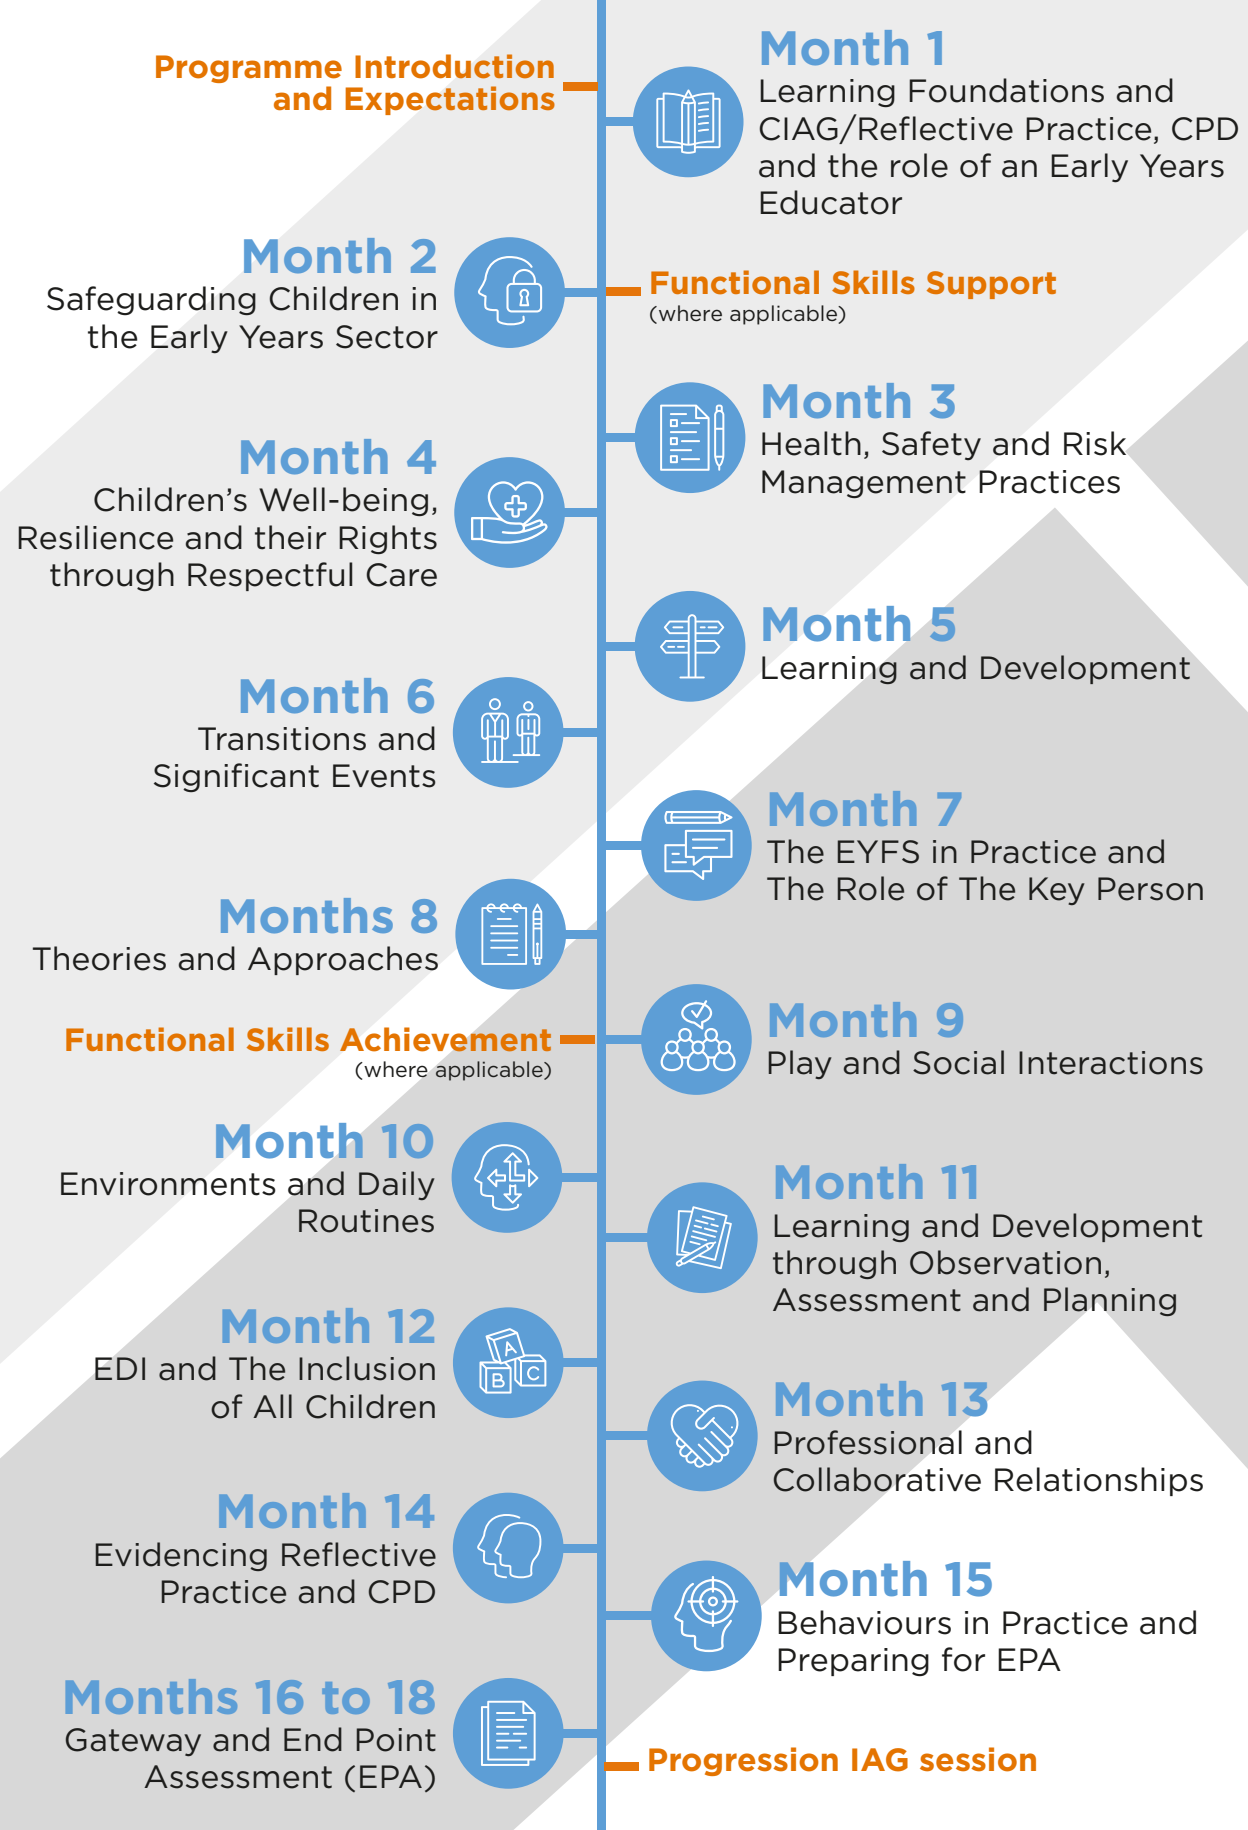 Programme Introduction
and Expectations
Month 1
Learning Foundations and
CIAG/Reflective Practice, CPD
and the role of an Early Years
Educator
Month 2
Safeguarding Children in
the Early Years Sector
Functional Skills Support
(where applicable)
Month 3
Health, Safety and Risk
Management Practices
Month 4
Children’s Well-being,
Resilience and their Rights
through Respectful Care
Month 5
Learning and Development
Month 6
Transitions and
Significant Events
Month 7
The EYFS in Practice and
The Role of The Key Person
Months 8
Theories and Approaches
Month 9
Play and Social Interactions
Functional Skills Achievement
(where applicable)
Month 10
Environments and Daily
Routines
Month 11
Learning and Development
through Observation,
Assessment and Planning
Month 12
EDI and The Inclusion
of All Children
A
B
C
Month 13
Professional and
Collaborative Relationships
Month 14
Evidencing Reflective
Practice and CPD
Month 15
Behaviours in Practice and
Preparing for EPA
Months 16 to 18
Gateway and End Point
Assessment (EPA)
Progression IAG session